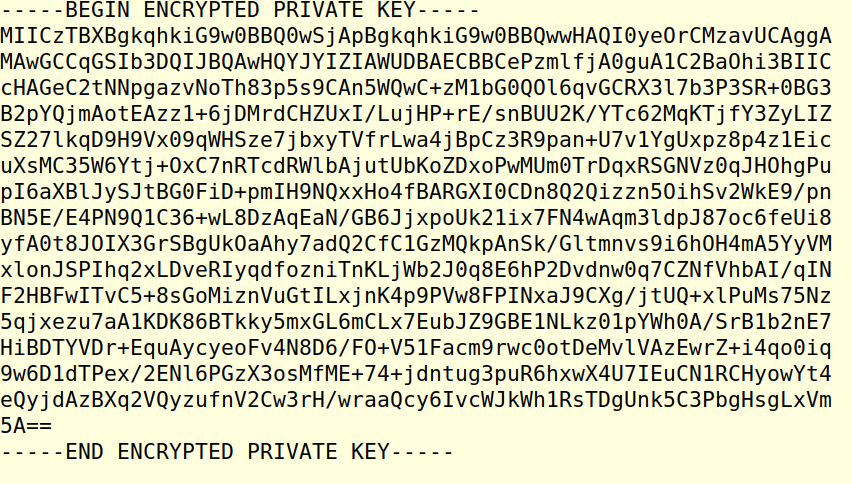 -----BEGIN ENCRYPTED PRIVATE KEY-----
MIICzTBXBgkqhkiG9w0BBQ0wSjApBgkqhkiG9w0BBQwwHAQI0yeOrCMzavUCAggA
MAwGCCqGSIb3DQIJBQAwHQYJYIZIAWUDBAECBBCePzmlfjA0guA1C2BaOhi3BIIC
cHAGeC2tNNpgazvNoTh83p5s9CAn5WQwC+zM1bG0QOl6qvGCRX3l7b3P3SR+0BG3
B2pYQjmAotEAzz1+6jDMrdCHZUxI/LujHP+rE/snBUU2K/YTc62MqKTjfY3ZyLIZ
SZ27lkqD9H9Vx09qWHSze7jbxyTVfrLwa4jBpCz3R9pan+U7v1YgUxpz8p4z1Eic
uXsMC35W6Ytj+OxC7nRTcdRWlbAjutUbKoZDxoPwMUm0TrDqxRSGNVz0qJHOhgPu
pI6aXBlJySJtBG0FiD+pmIH9NQxxHo4fBARGXI0CDn8Q2Qizzn5OihSv2WkE9/pn
BN5E/E4PN9Q1C36+wL8DzAqEaN/GB6JjxpoUk21ix7FN4wAqm3ldpJ87oc6feUi8
yfA0t8JOIX3GrSBgUkOaAhy7adQ2CfC1GzMQkpAnSk/Gltmnvs9i6hOH4mA5YyVM
xlonJSPIhq2xLDveRIyqdfozniTnKLjWb2J0q8E6hP2Dvdnw0q7CZNfVhbAI/qIN
F2HBFwITvC5+8sGoMiznVuGtILxjnK4p9PVw8FPINxaJ9CXg/jtUQ+xlPuMs75Nz
5qjxezu7aA1KDK86BTkky5mxGL6mCLx7EubJZ9GBE1NLkz01pYWh0A/SrB1b2nE7
HiBDTYVDr+EquAycyeoFv4N8D6/FO+V51Facm9rwc0otDeMvlVAzEwrZ+i4qo0iq
9w6D1dTPex/2ENl6PGzX3osMfME+74+jdntug3puR6hxwX4U7IEuCN1RCHyowYt4
eQyjdAzBXq2VQyzufnV2Cw3rH/wraaQcy6IvcWJkWh1RsTDgUnk5C3PbgHsgLxVm
5A==
-----END ENCRYPTED PRIVATE KEY-----